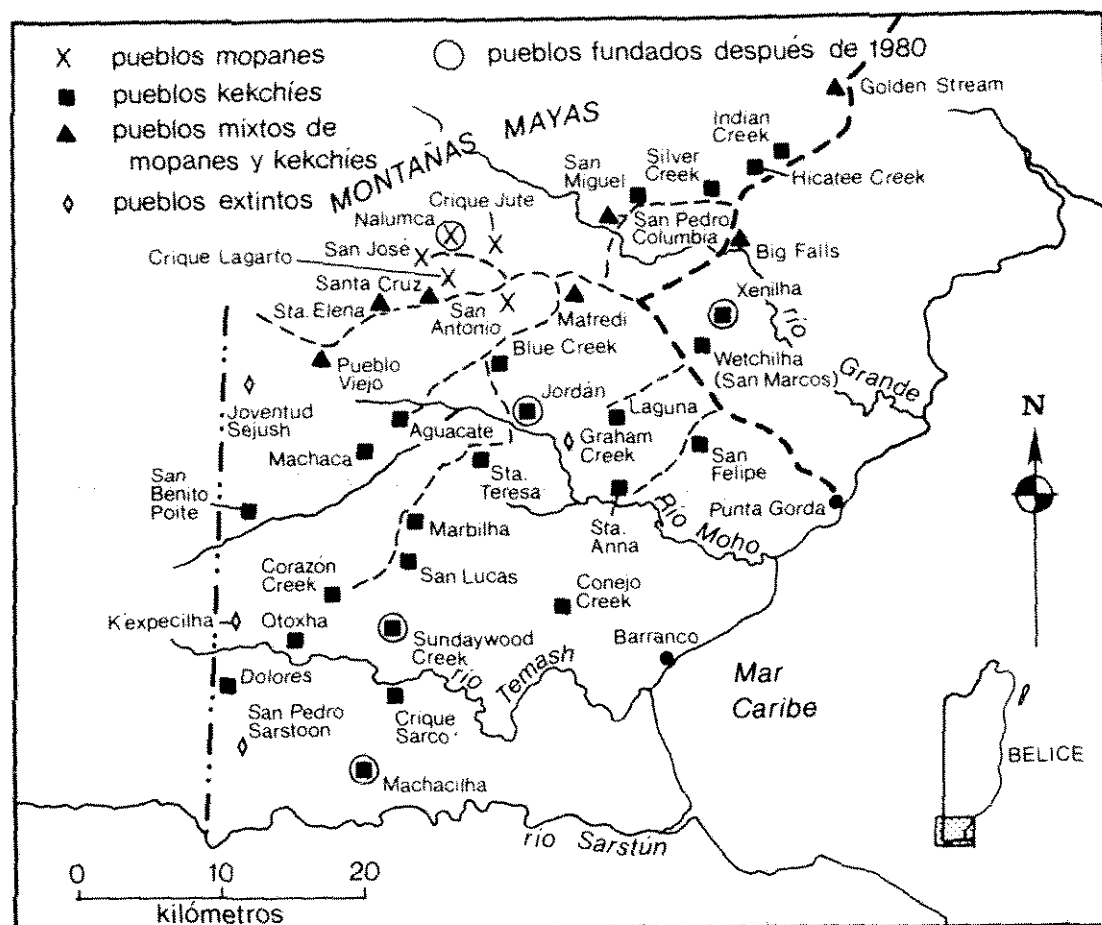 pueblos mopanes
pueblos kekchíes
pueblos mixtos de
mopanes y kekchíes
pueblos extintos
pueblos fundados después de 1980
MONTAÑAS MAYAS
Golden Stream
Indian
Creek
Hicatee Creek
Silver
Creek
San
Miguel
San Pedro
Columbia
Big Falls
Crique Jute
Nalumca
San José
Crique Lagarto
Santa Cruz
Sta. Elena
San
Antonio
Mafredi
Xenilha
río
Grande
Pueblo
Viejo
Blue Creek
Wetchilha
(San Marcos)
Jordán
Laguna
Joventud
Sejush
Aguacate
Graham
Creek
San
Felipe
Machaca
Sta.
Teresa
San
Benito
Poite
Sta.
Anna
Río Moho
Punta Gorda
N
Marbilha
San Lucas
Corazón
Creek
Conejo
Creek
K'expecilha
Otoxha
Sundaywood
Creek
Barranco
río Temash
Mar
Caribe
Dolores
San Pedro
Sarstoon
Crique
Sarco
Machacilha
BELICE
río Sarstún
0 10 20
kilómetros